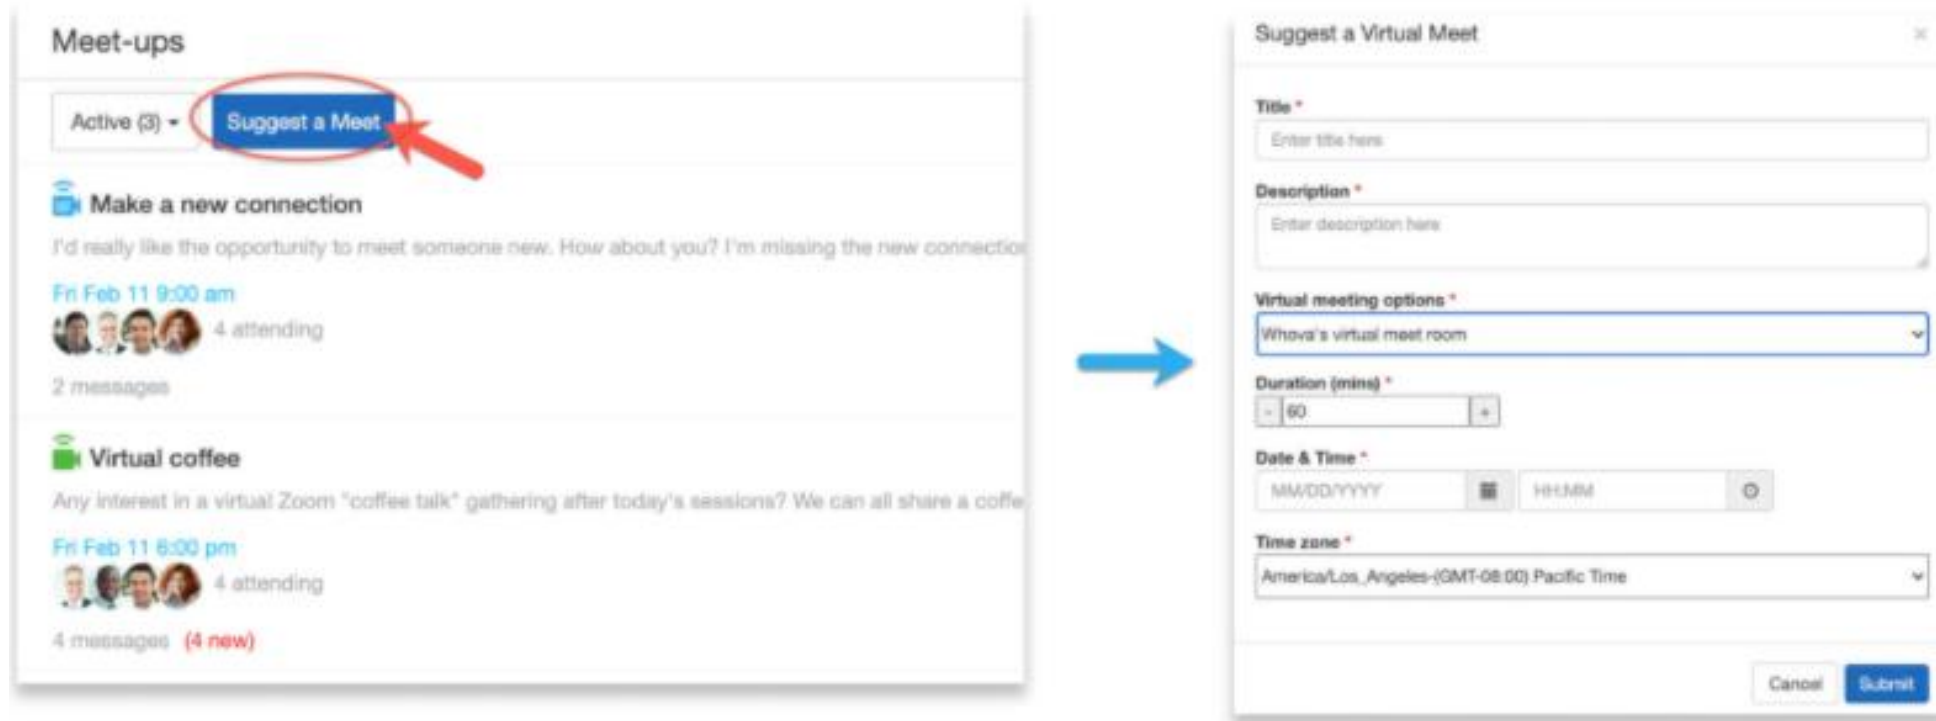 Meet-ups
Active (3)
Suggest a Meet
Make a new connection
I'd really like the opportunity to meet someone new. How about you? I'm missing the new connection
Fri Feb 11 9:00 am
4 attending
2 messages
Virtual coffee
Any interest in a virtual Zoom "coffee talk" gathering after today's sessions? We can all share a coffe
Fri Feb 11 6:00 pm
4 attending
4 messages (4 new)
Suggest a Virtual Meet
×
Title *
Enter title here
Description *
Enter description here
Virtual meeting options *
Whova's virtual meet room
Duration (mins) *
- 60 +
Date & Time *
MM/DD/YYYY HH:MM
Time zone *
America/Los_Angeles-(GMT-08:00) Pacific Time
Cancel Submit